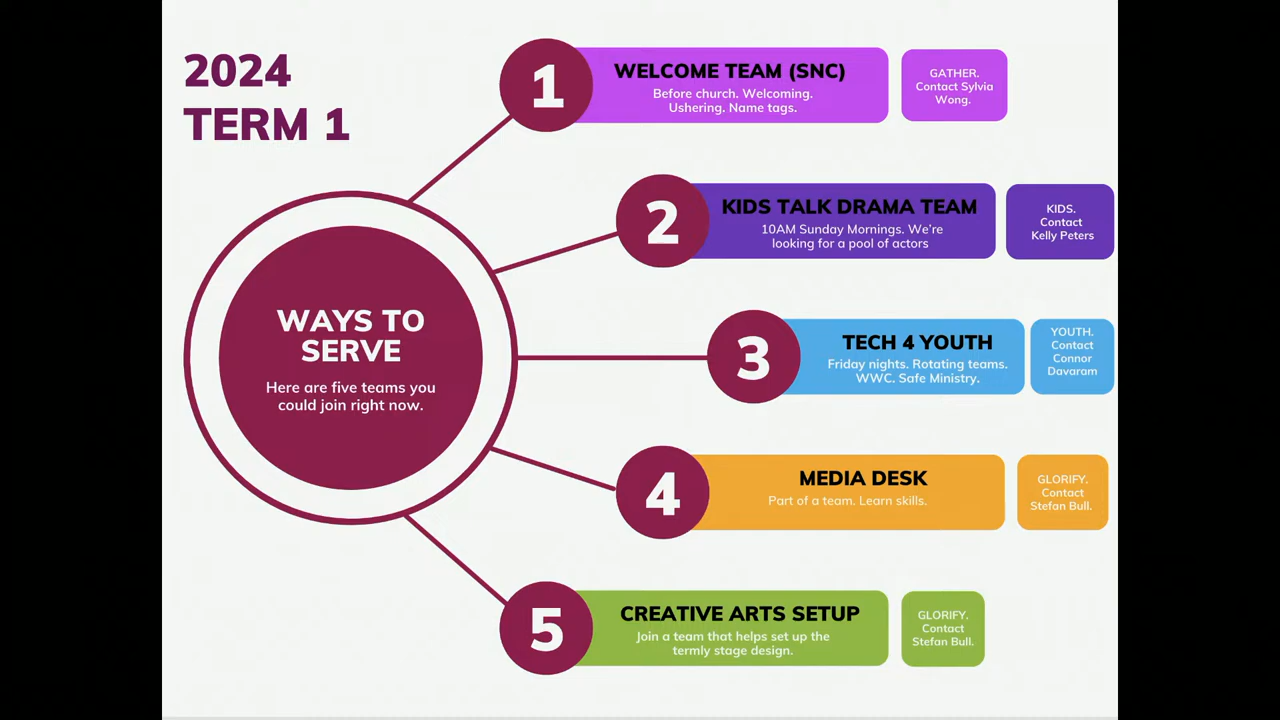 2024
TERM 1
WAYS TO
SERVE
Here are five teams you
could join right now.
1
WELCOME TEAM (SNC)
Before church. Welcoming.
Ushering. Name tags.
GATHER.
Contact Sylvia
Wong.
2
KIDS TALK DRAMA TEAM
10AM Sunday Mornings. We're
looking for a pool of actors
KIDS.
Contact
Kelly Peters
3
TECH 4 YOUTH
Friday nights. Rotating teams.
WWC. Safe Ministry.
YOUTH.
Contact
Connor
Davaram
4
MEDIA DESK
Part of a team. Learn skills.
GLORIFY.
Contact
Stefan Bull.
5
CREATIVE ARTS SETUP
Join a team that helps set up the
termly stage design.
GLORIFY.
Contact
Stefan Bull.